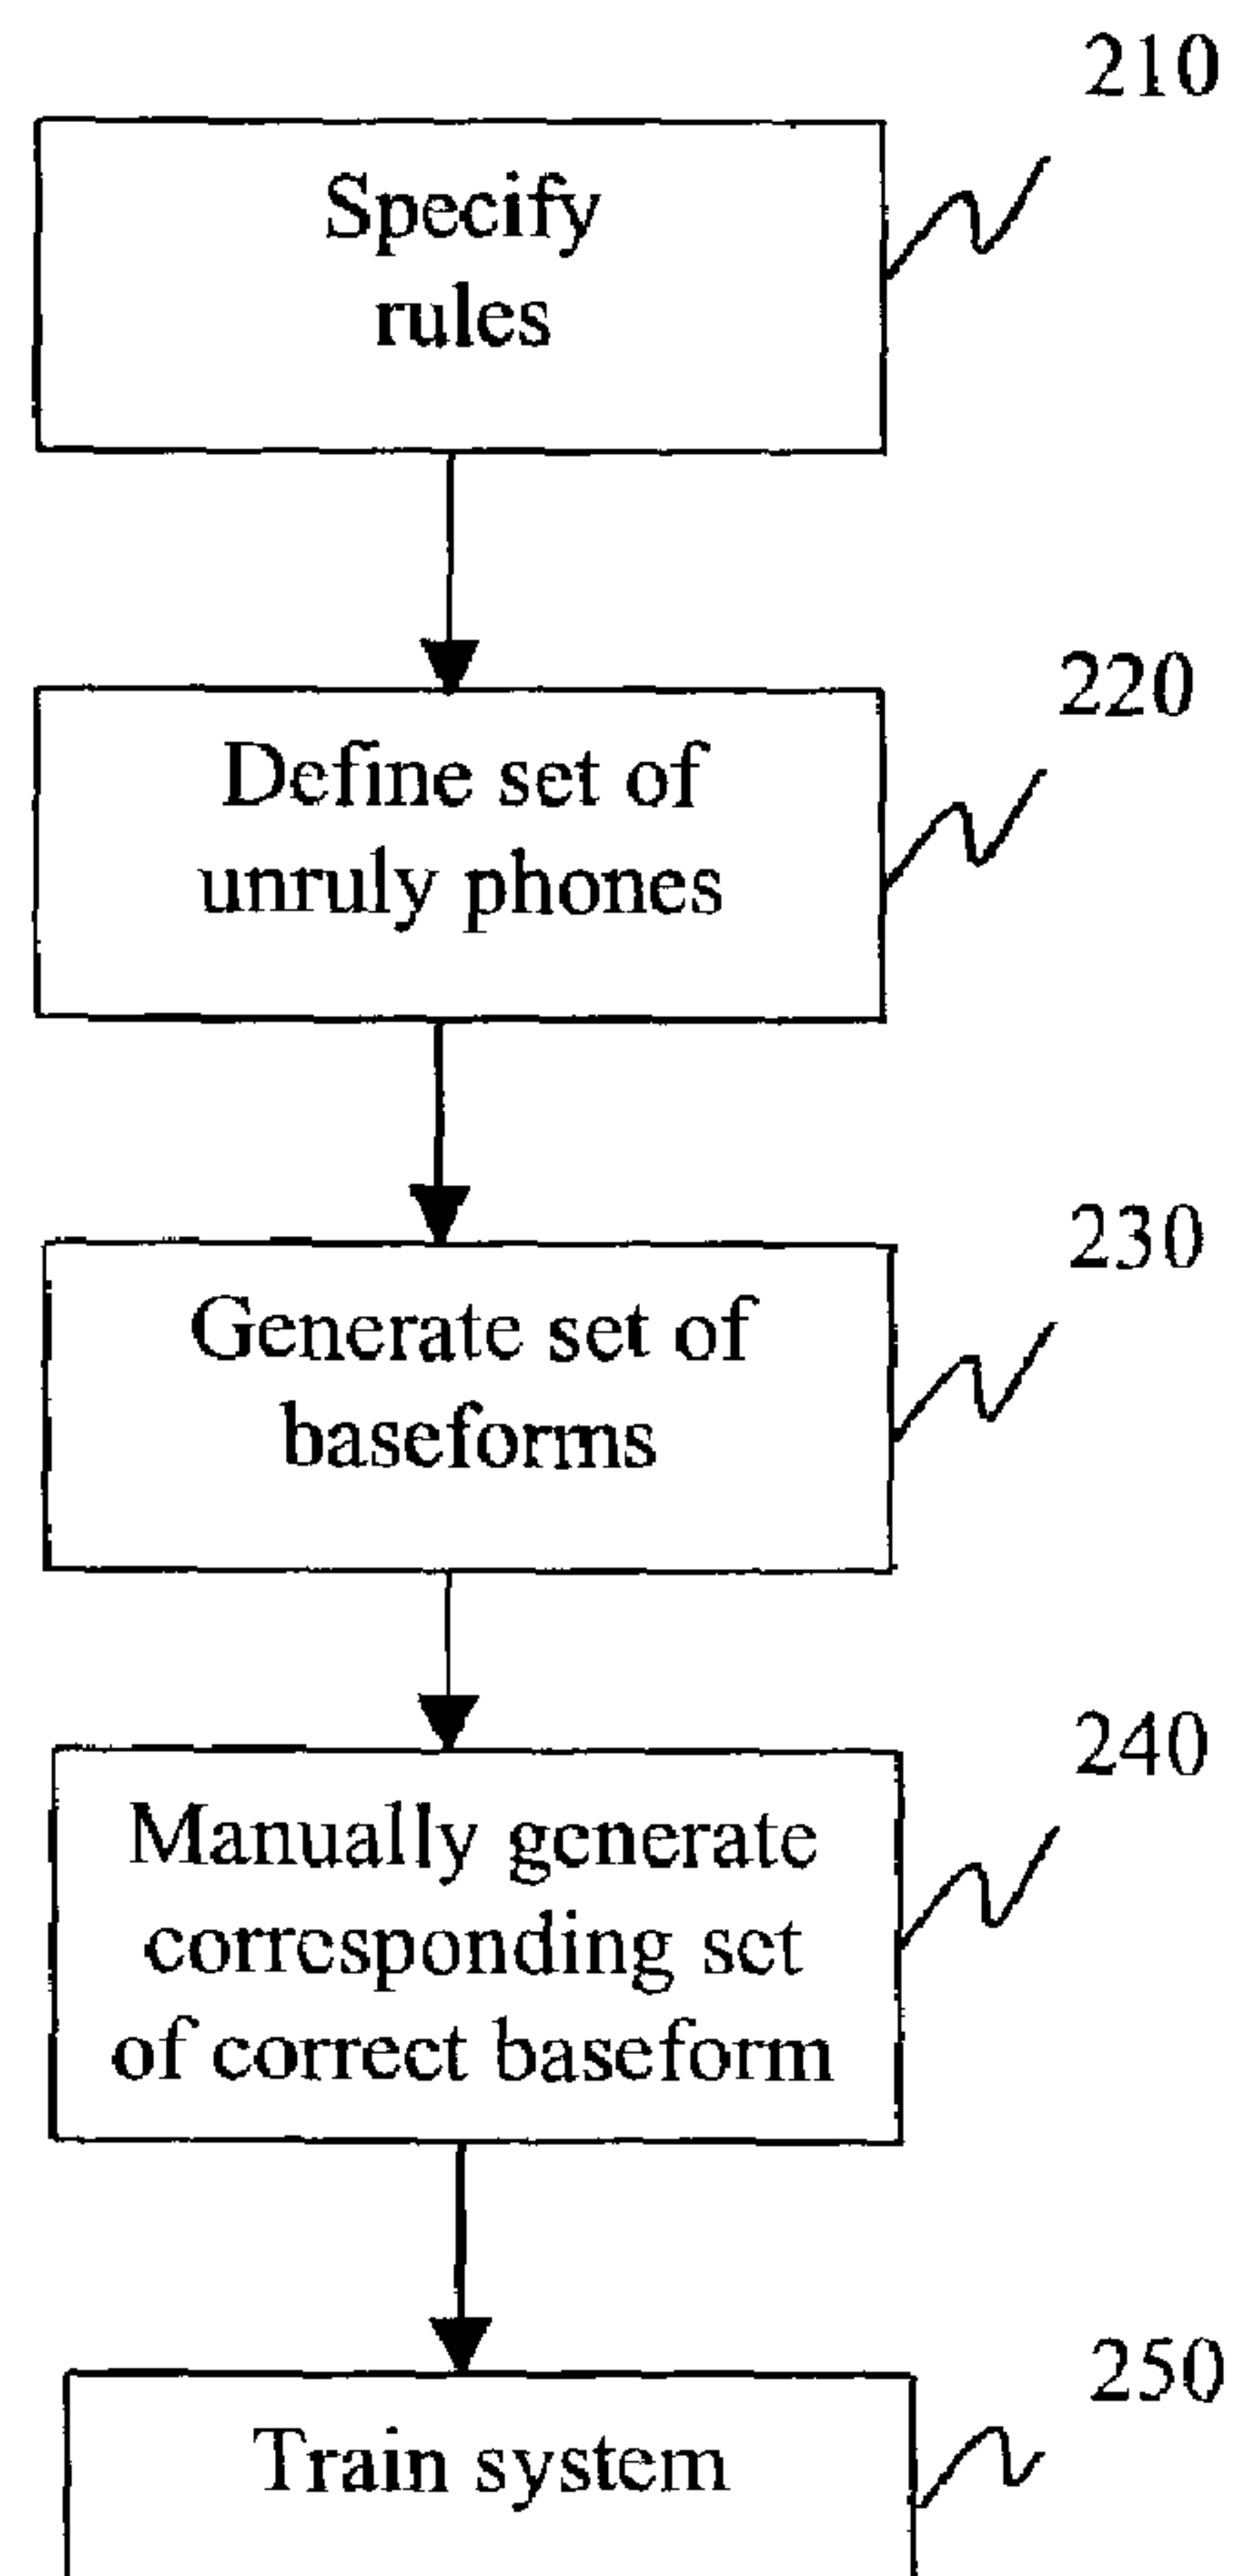 210
Specify
rules
220
Define set of
unruly phones
230
Generate set of
baseforms
240
Manually generate
corresponding set
of correct baseform
250
Train system